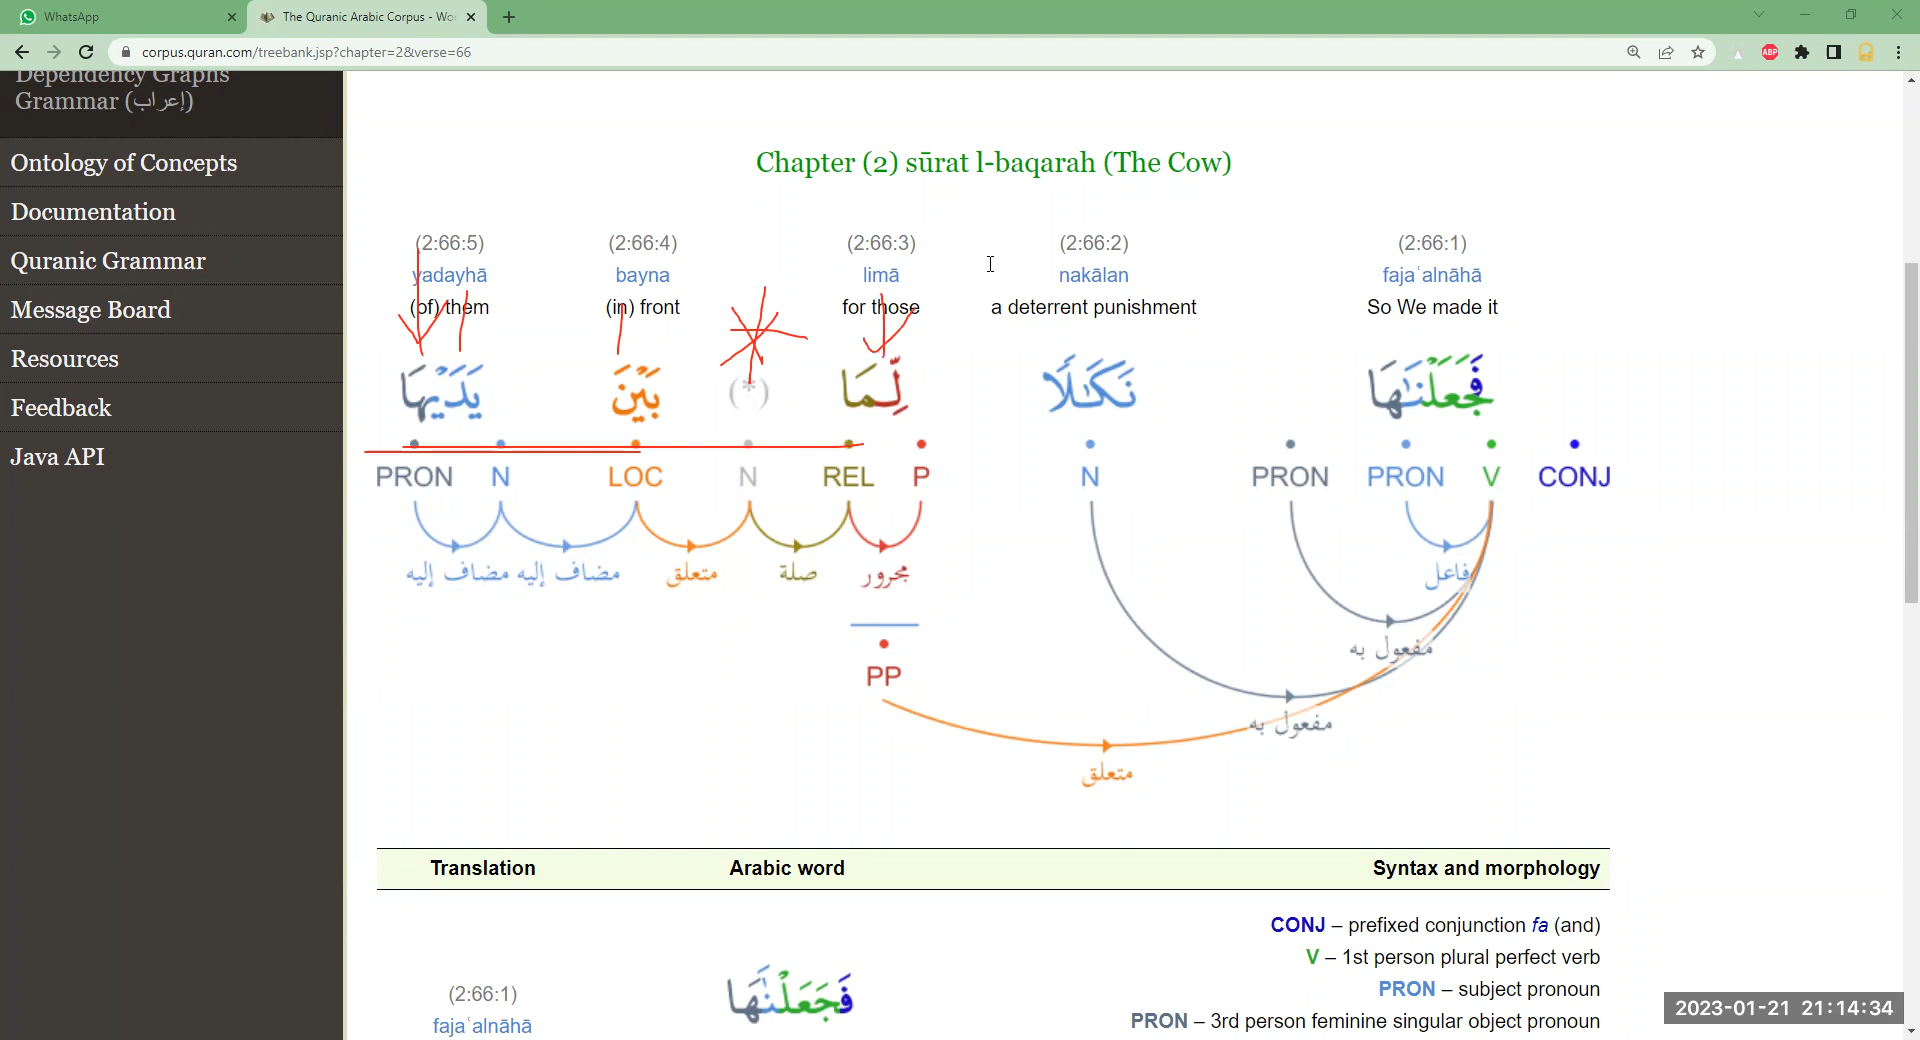 WhatsApp
The Quranic Arabic Corpus - Wo
corpus.quran.com/treebank.jsp?chapter=2&verse=66
ABP
Dependency Graphs
Grammar (إعراب)
Ontology of Concepts
Documentation
Quranic Grammar
Message Board
Resources
Feedback
Java API
Chapter (2) sūrat l-baqarah (The Cow)
(2:66:5) (2:66:4) (2:66:3) (2:66:2) (2:66:1)
yadayhā bayna limā nakālan fajaʿalnāhā
(of) them (in) front for those a deterrent punishment So We made it
فَجَعَلْنَٰهَا نَكَٰلًا لِّمَا (*) بَيْنَ يَدَيْهَا
PRON N LOC N REL P N PRON PRON V CONJ
فاعل مجرور صلة متعلق مضاف إليه مضاف إليه
مفعول به
PP
مفعول به
متعلق
Translation Arabic word Syntax and morphology
CONJ – prefixed conjunction fa (and)
V – 1st person plural perfect verb
PRON – subject pronoun
PRON – 3rd person feminine singular object pronoun
(2:66:1)
fajaʿalnāhā
فَجَعَلْنَٰهَا
2023-01-21 21:14:34